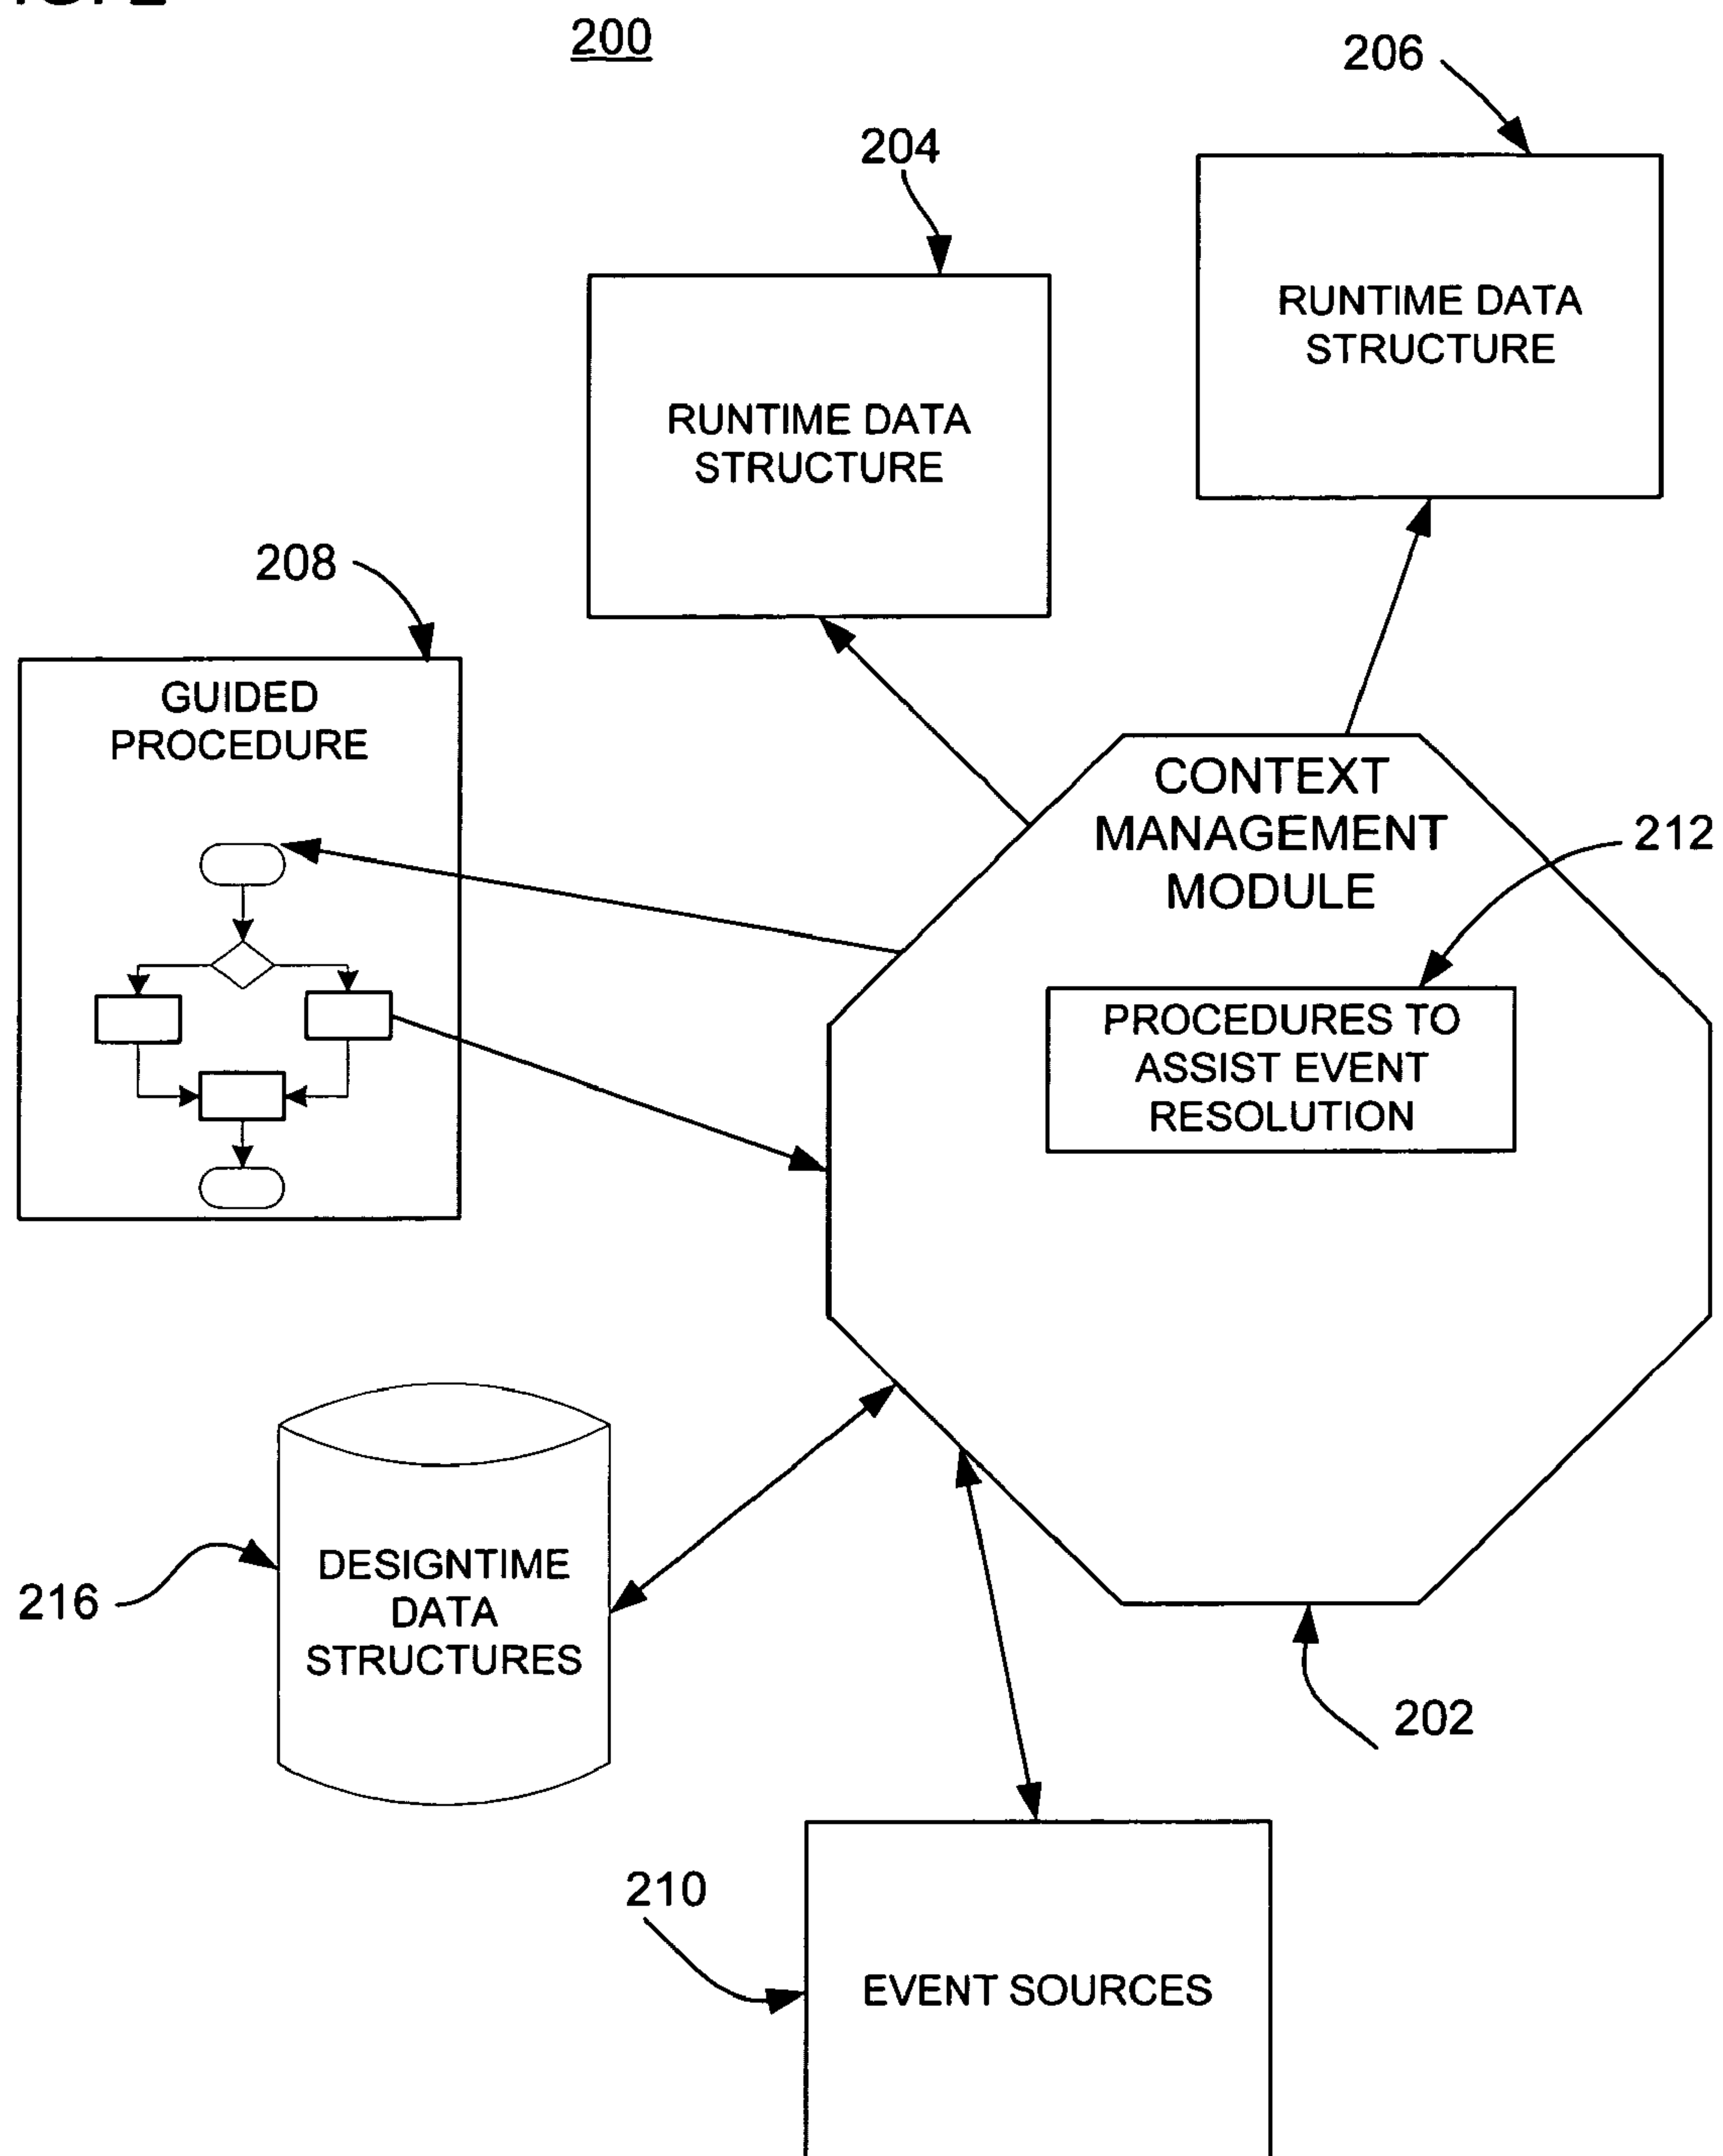 200
206
204
RUNTIME DATA
STRUCTURE
RUNTIME DATA
STRUCTURE
208
GUIDED
PROCEDURE
CONTEXT
MANAGEMENT
MODULE
212
PROCEDURES TO
ASSIST EVENT
RESOLUTION
DESIGNTIME
DATA
STRUCTURES
216
202
210
EVENT SOURCES